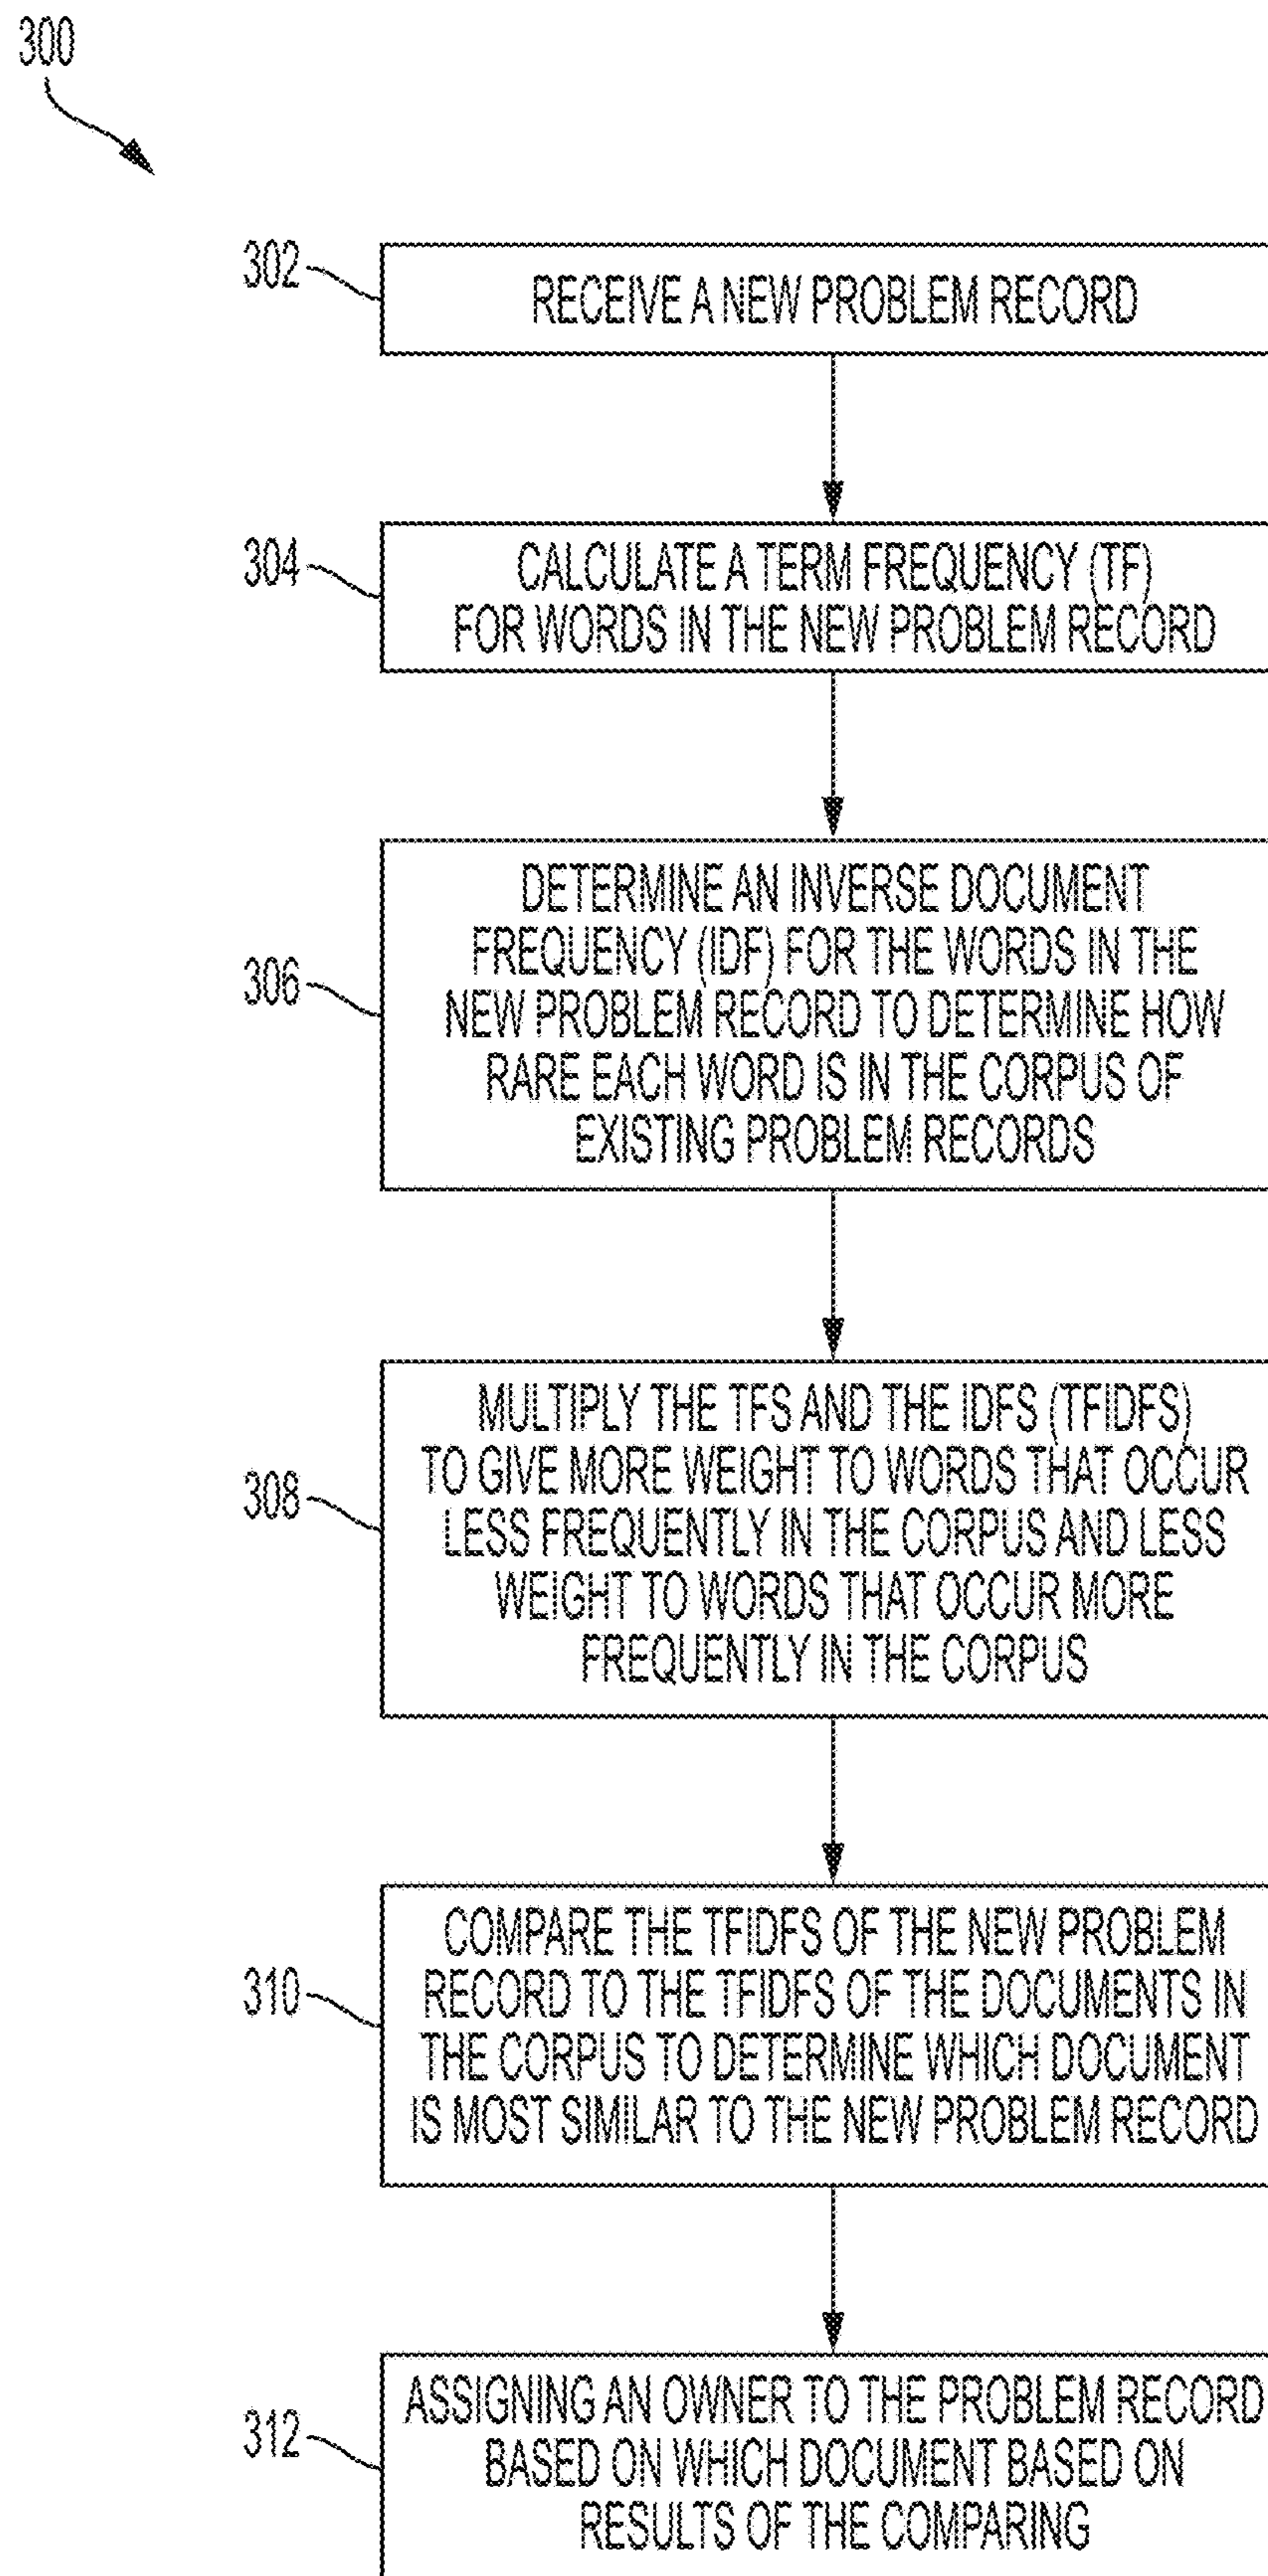 300
302
RECEIVE A NEW PROBLEM RECORD
304
CALCULATE A TERM FREQUENCY (TF)
FOR WORDS IN THE NEW PROBLEM RECORD
306
DETERMINE AN INVERSE DOCUMENT
FREQUENCY (IDF) FOR THE WORDS IN THE
NEW PROBLEM RECORD TO DETERMINE HOW
RARE EACH WORD IS IN THE CORPUS OF
EXISTING PROBLEM RECORDS
308
MULTIPLY THE TFS AND THE IDFS (TFIDFS)
TO GIVE MORE WEIGHT TO WORDS THAT OCCUR
LESS FREQUENTLY IN THE CORPUS AND LESS
WEIGHT TO WORDS THAT OCCUR MORE
FREQUENTLY IN THE CORPUS
310
COMPARE THE TFIDFS OF THE NEW PROBLEM
RECORD TO THE TFIDFS OF THE DOCUMENTS IN
THE CORPUS TO DETERMINE WHICH DOCUMENT
IS MOST SIMILAR TO THE NEW PROBLEM RECORD
312
ASSIGNING AN OWNER TO THE PROBLEM RECORD
BASED ON WHICH DOCUMENT BASED ON
RESULTS OF THE COMPARING